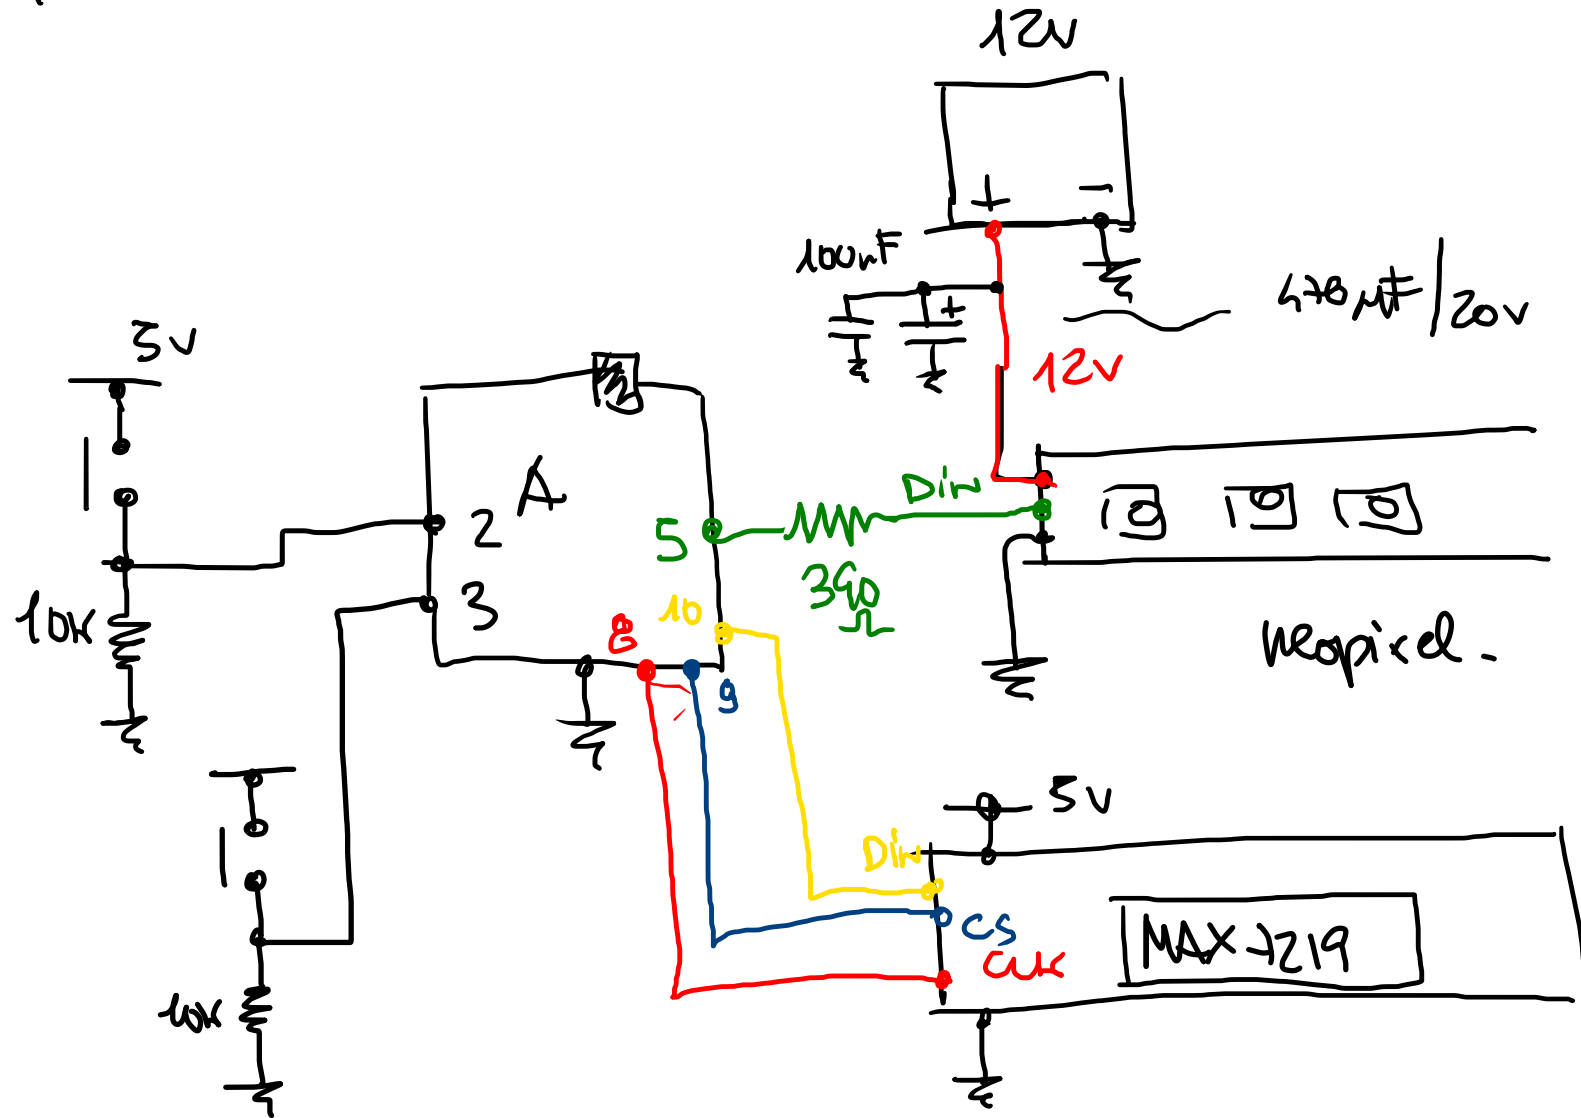 12v
+ -
100nF
+
470µF/20v
5v
12v
A
Din
2
5
3
390
Ω
10
10k
8
9
neopixel.
5v
Din
CS
CLK
MAX7219
10k